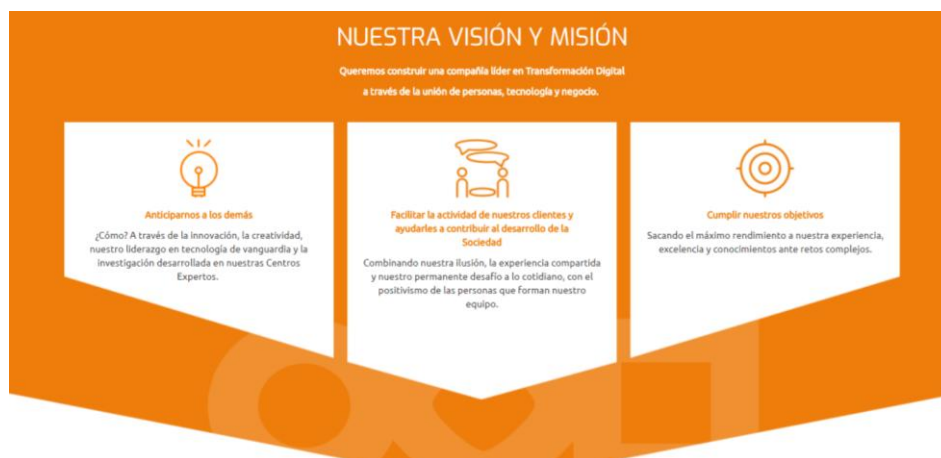 NUESTRA VISIÓN Y MISIÓN
Queremos construir una compañía líder en Transformación Digital
a través de la unión de personas, tecnología y negocio.
Anticiparnos a los demás
¿Cómo? A través de la innovación, la creatividad,
nuestro liderazgo en tecnología de vanguardia y la
investigación desarrollada en nuestras Centros
Expertos.
Facilitar la actividad de nuestros clientes y
ayudarles a contribuir al desarrollo de la
Sociedad
Combinando nuestra ilusión, la experiencia compartida
y nuestro permanente desafío a lo cotidiano, con el
positivismo de las personas que forman nuestro
equipo.
Cumplir nuestros objetivos
Sacando el máximo rendimiento a nuestra experiencia,
excelencia y conocimientos ante retos complejos.